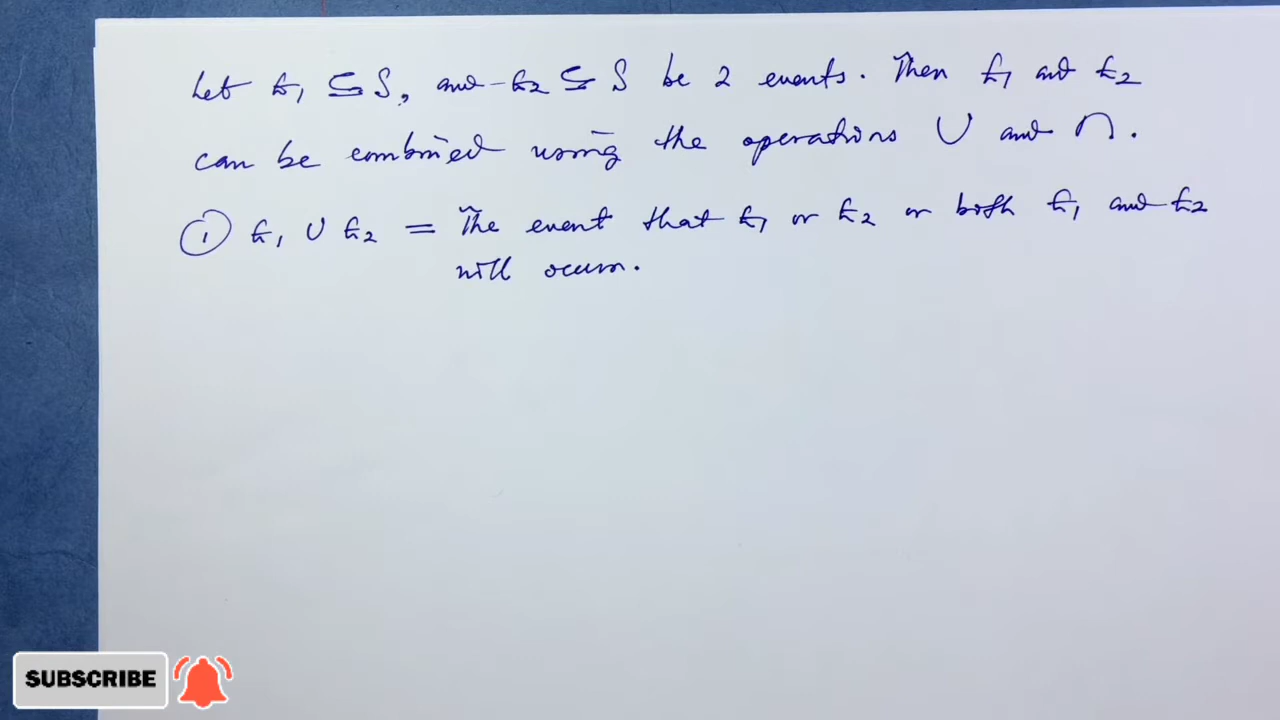 Let E₁ ⊆ S, and E₂ ⊆ S be 2 events. Then E₁ and E₂
can be combined using the operations ∪ and ∩.
① E₁ ∪ E₂ = The event that E₁ or E₂ or both E₁ and E₂
will occur.
SUBSCRIBE